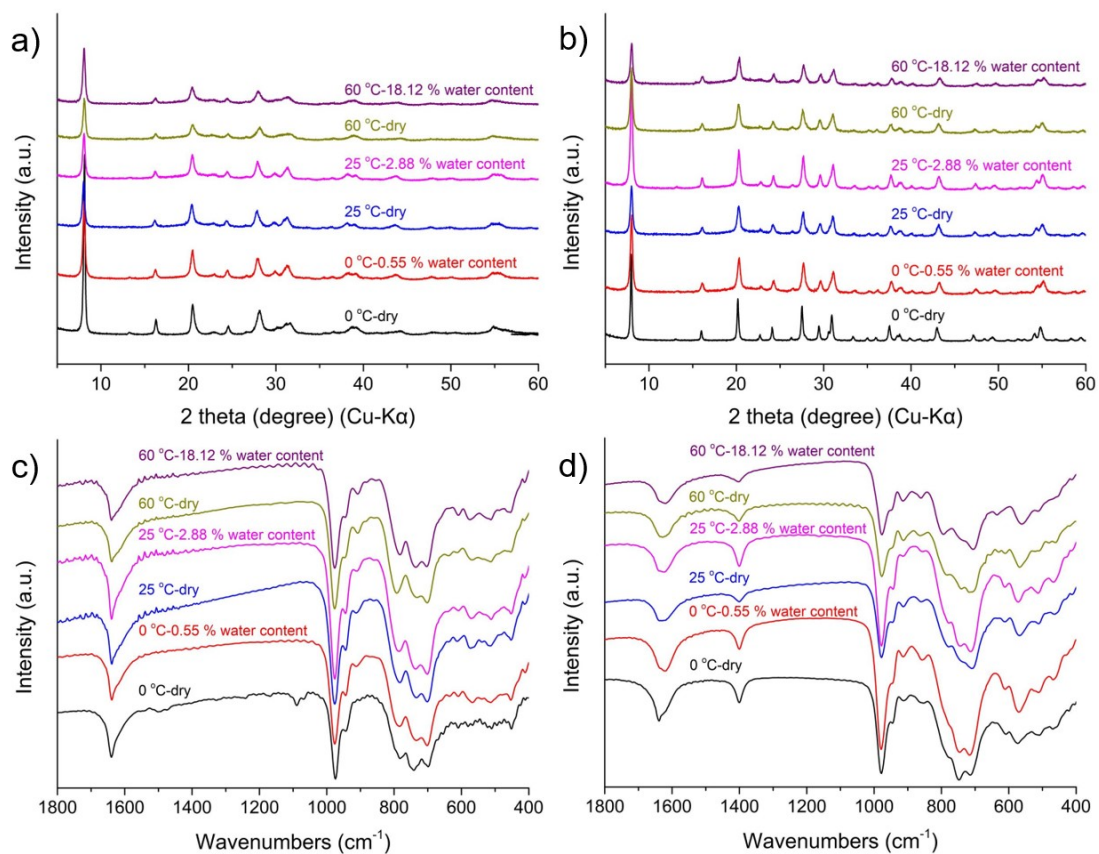 a)
60 °C-18.12 % water content
60 °C-dry
25 °C-2.88 % water content
25 °C-dry
0 °C-0.55 % water content
0 °C-dry
Intensity (a.u.)
10 20 30 40 50 60
2 theta (degree) (Cu-Kα)
b)
60 °C-18.12 % water content
60 °C-dry
25 °C-2.88 % water content
25 °C-dry
0 °C-0.55 % water content
0 °C-dry
Intensity (a.u.)
10 20 30 40 50 60
2 theta (degree) (Cu-Kα)
c)
60 °C-18.12 % water content
60 °C-dry
25 °C-2.88 % water content
25 °C-dry
0 °C-0.55 % water content
0 °C-dry
Intensity (a.u.)
1800 1600 1400 1200 1000 800 600 400
Wavenumbers (cm⁻¹)
d)
60 °C-18.12 % water content
60 °C-dry
25 °C-2.88 % water content
25 °C-dry
0 °C-0.55 % water content
0 °C-dry
Intensity (a.u.)
1800 1600 1400 1200 1000 800 600 400
Wavenumbers (cm⁻¹)